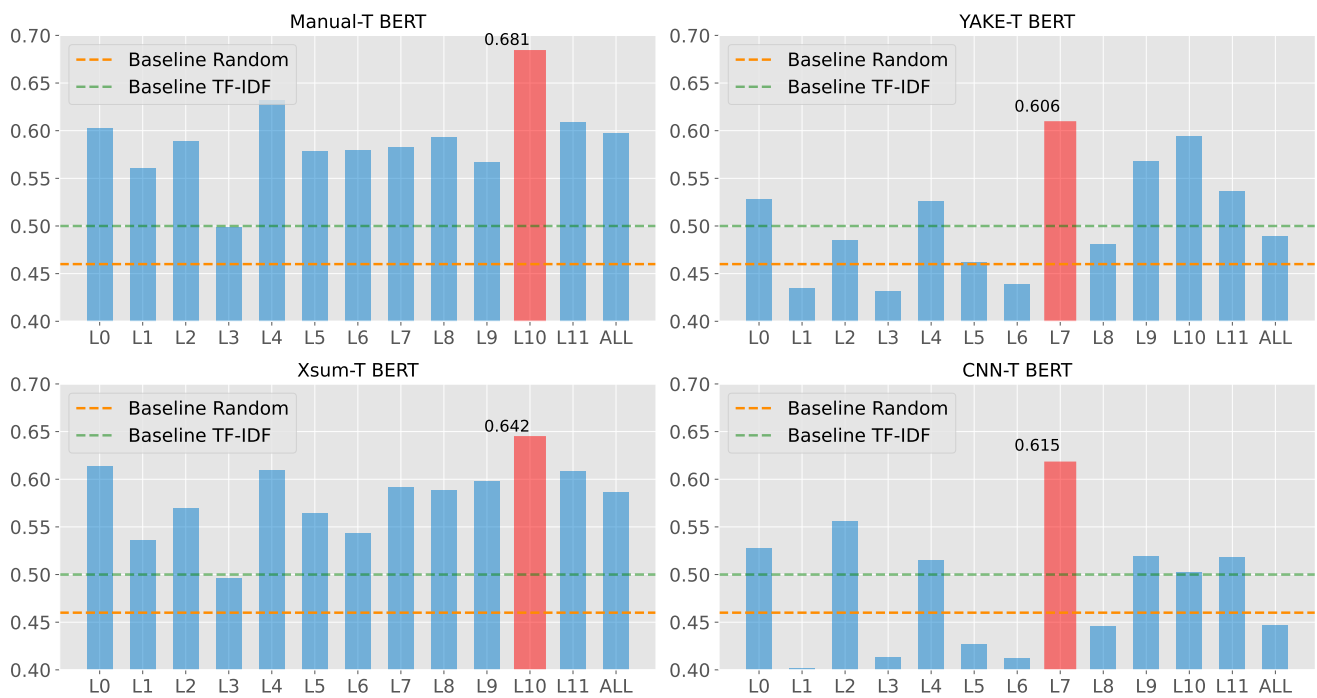 Manual-T BERT
0.70
0.65
0.60
0.55
0.50
0.45
0.40
Baseline Random
Baseline TF-IDF
0.681
L0 L1 L2 L3 L4 L5 L6 L7 L8 L9 L10 L11 ALL
YAKE-T BERT
0.70
0.65
0.60
0.55
0.50
0.45
0.40
Baseline Random
Baseline TF-IDF
0.606
L0 L1 L2 L3 L4 L5 L6 L7 L8 L9 L10 L11 ALL
Xsum-T BERT
0.70
0.65
0.60
0.55
0.50
0.45
0.40
Baseline Random
Baseline TF-IDF
0.642
L0 L1 L2 L3 L4 L5 L6 L7 L8 L9 L10 L11 ALL
CNN-T BERT
0.70
0.65
0.60
0.55
0.50
0.45
0.40
Baseline Random
Baseline TF-IDF
0.615
L0 L1 L2 L3 L4 L5 L6 L7 L8 L9 L10 L11 ALL